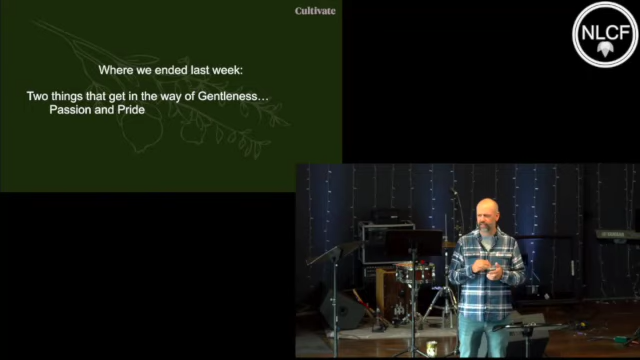 Cultivate
NLCF
Where we ended last week:
Two things that get in the way of Gentleness…
Passion and Pride